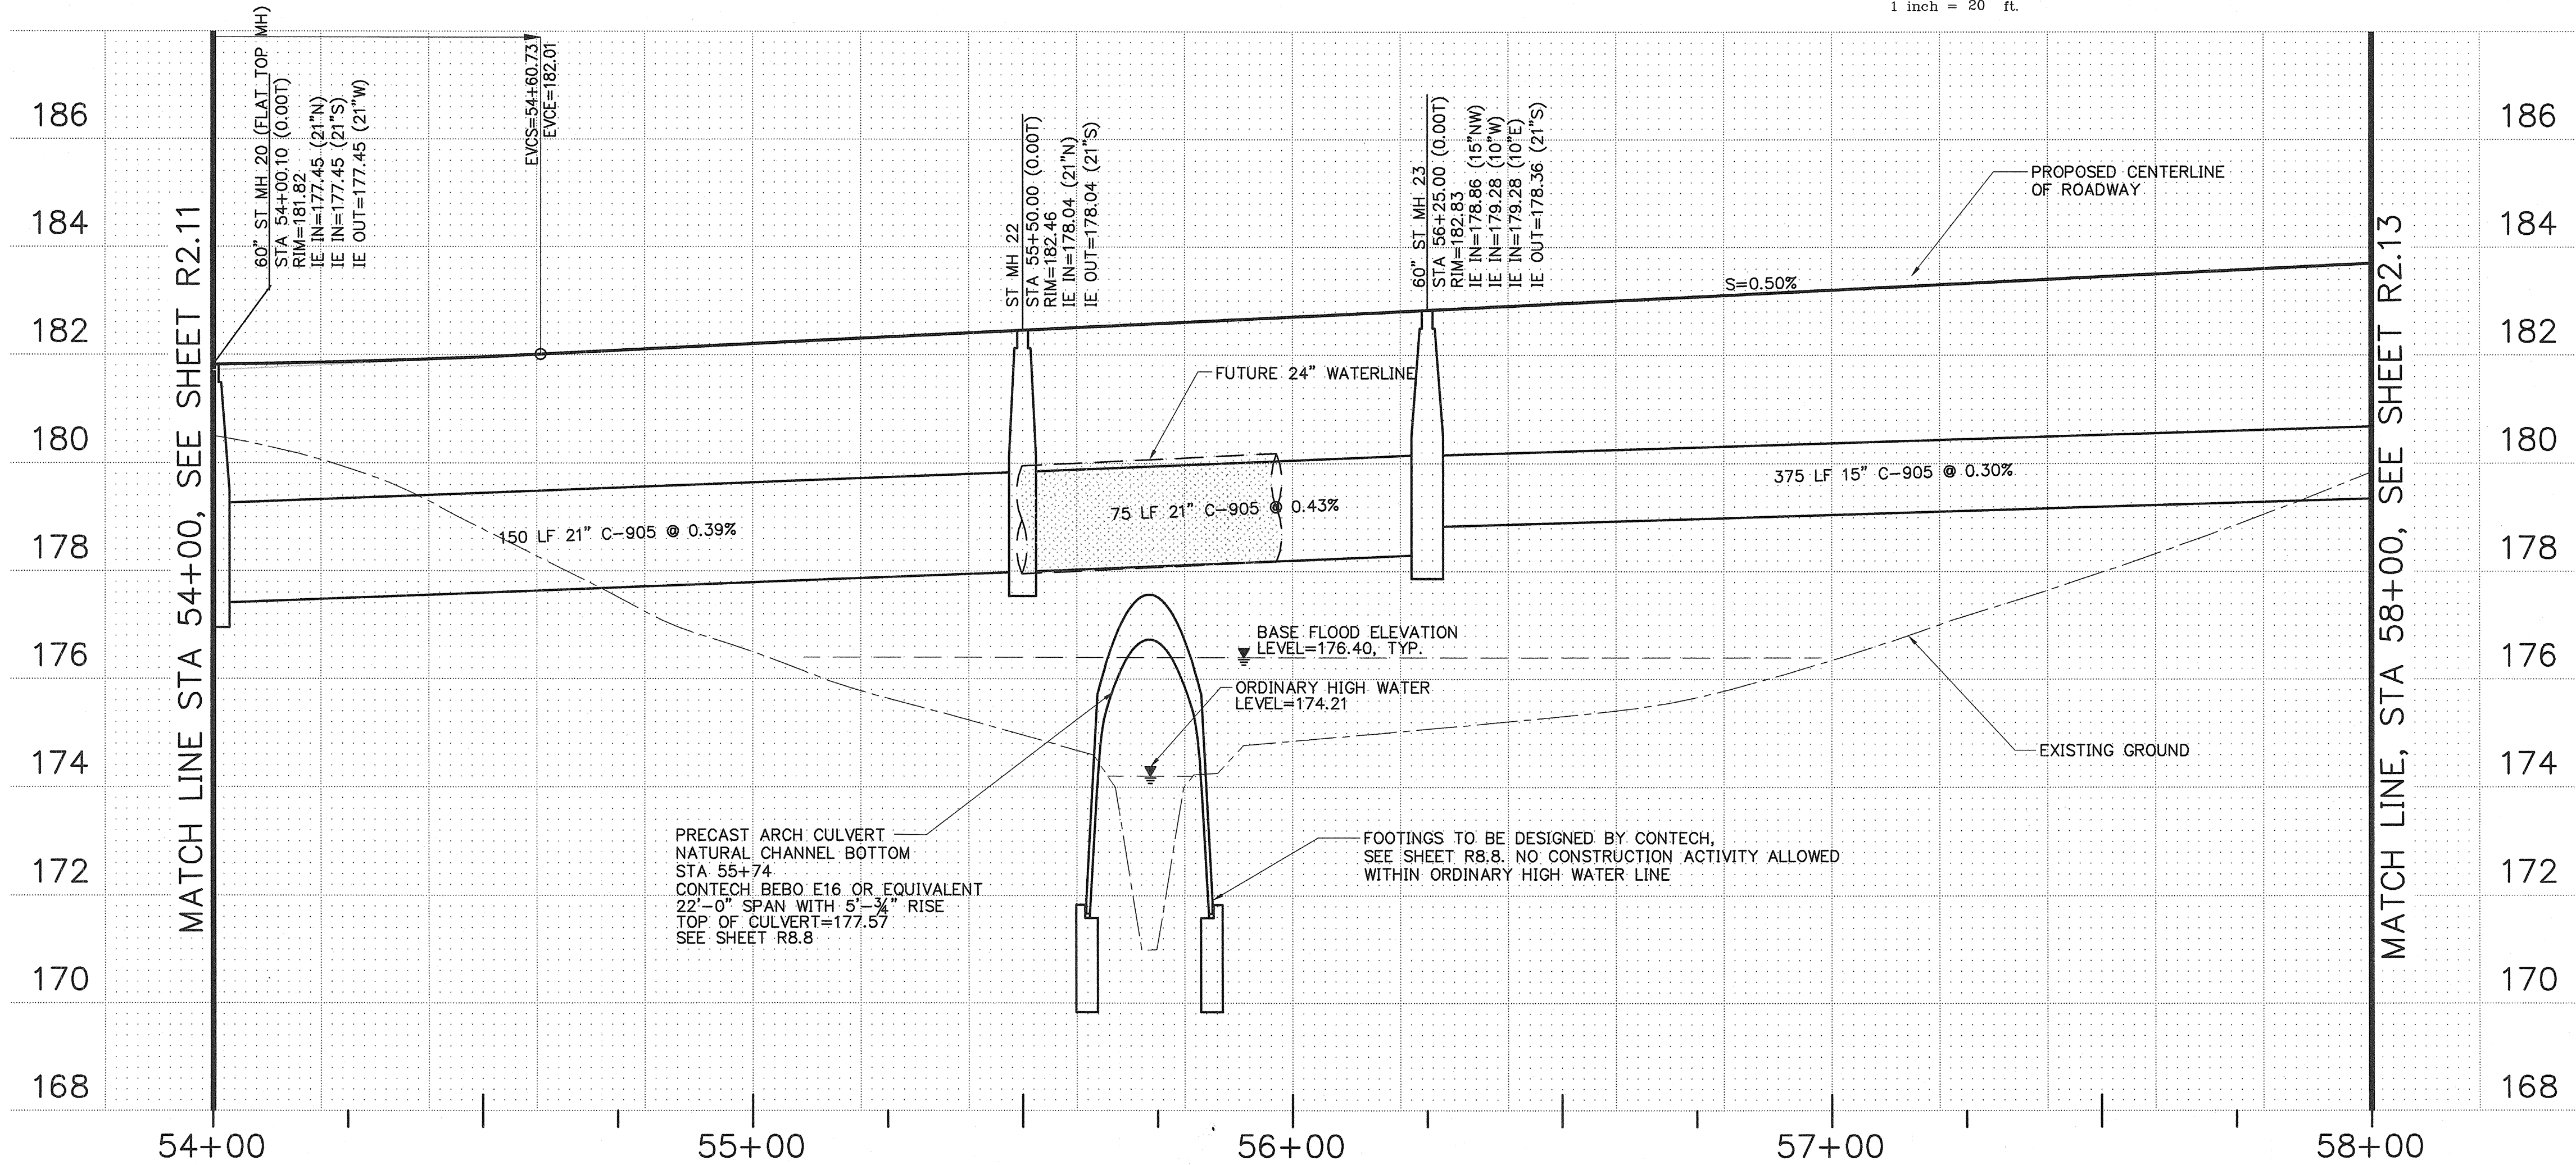 1 inch = 20 ft.
60" ST MH 20 (FLAT TOP MH)
STA 54+00.10 (0.00T)
RIM=181.82
IE IN=177.45 (21"N)
IE IN=177.45 (21"S)
IE OUT=177.45 (21"W)
EVCS=54+60.73
EVCE=182.01
ST MH 22
STA 55+50.00 (0.00T)
RIM=182.46
IE IN=178.04 (21"N)
IE OUT=178.04 (21"S)
60" ST MH 23
STA 56+25.00 (0.00T)
RIM=182.83
IE IN=178.86 (15"NW)
IE IN=179.28 (10"W)
IE IN=179.28 (10"E)
IE OUT=178.36 (21"S)
PROPOSED CENTERLINE
OF ROADWAY
S=0.50%
186
184
182
180
178
176
174
172
170
168
186
184
182
180
178
176
174
172
170
168
MATCH LINE STA 54+00, SEE SHEET R2.11
MATCH LINE, STA 58+00, SEE SHEET R2.13
FUTURE 24" WATERLINE
150 LF 21" C-905 @ 0.39%
75 LF 21" C-905 @ 0.43%
375 LF 15" C-905 @ 0.30%
BASE FLOOD ELEVATION
LEVEL=176.40, TYP.
ORDINARY HIGH WATER
LEVEL=174.21
EXISTING GROUND
PRECAST ARCH CULVERT
NATURAL CHANNEL BOTTOM
STA 55+74
CONTECH BEBO E16 OR EQUIVALENT
22'-0" SPAN WITH 5'-¾" RISE
TOP OF CULVERT=177.57
SEE SHEET R8.8
FOOTINGS TO BE DESIGNED BY CONTECH,
SEE SHEET R8.8. NO CONSTRUCTION ACTIVITY ALLOWED
WITHIN ORDINARY HIGH WATER LINE
54+00
55+00
56+00
57+00
58+00